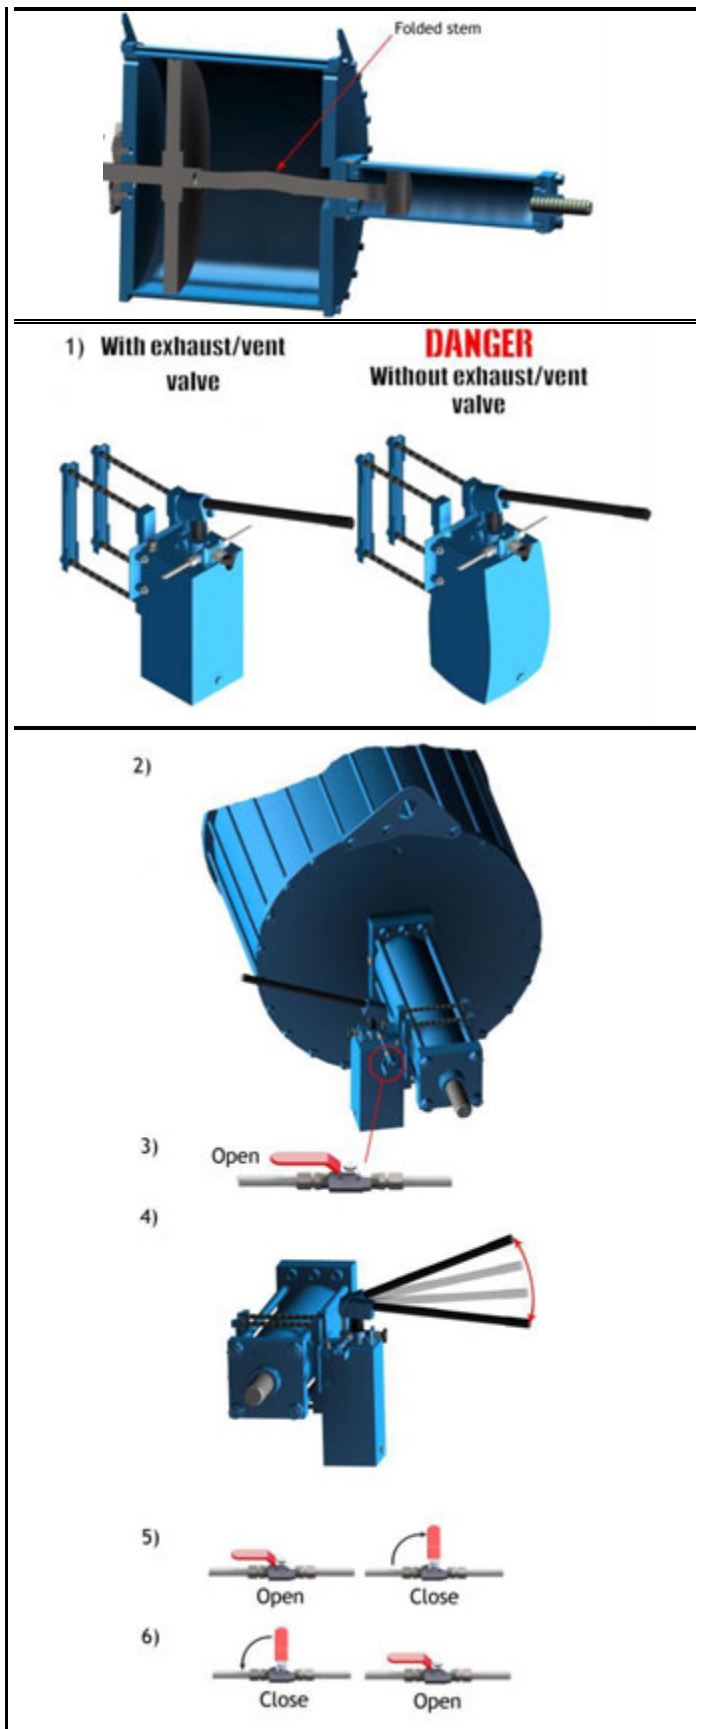 Folded stem
1) With exhaust/vent
valve
DANGER
Without exhaust/vent
valve
2)
3)
Open
4)
5)
Open
Close
6)
Close
Open